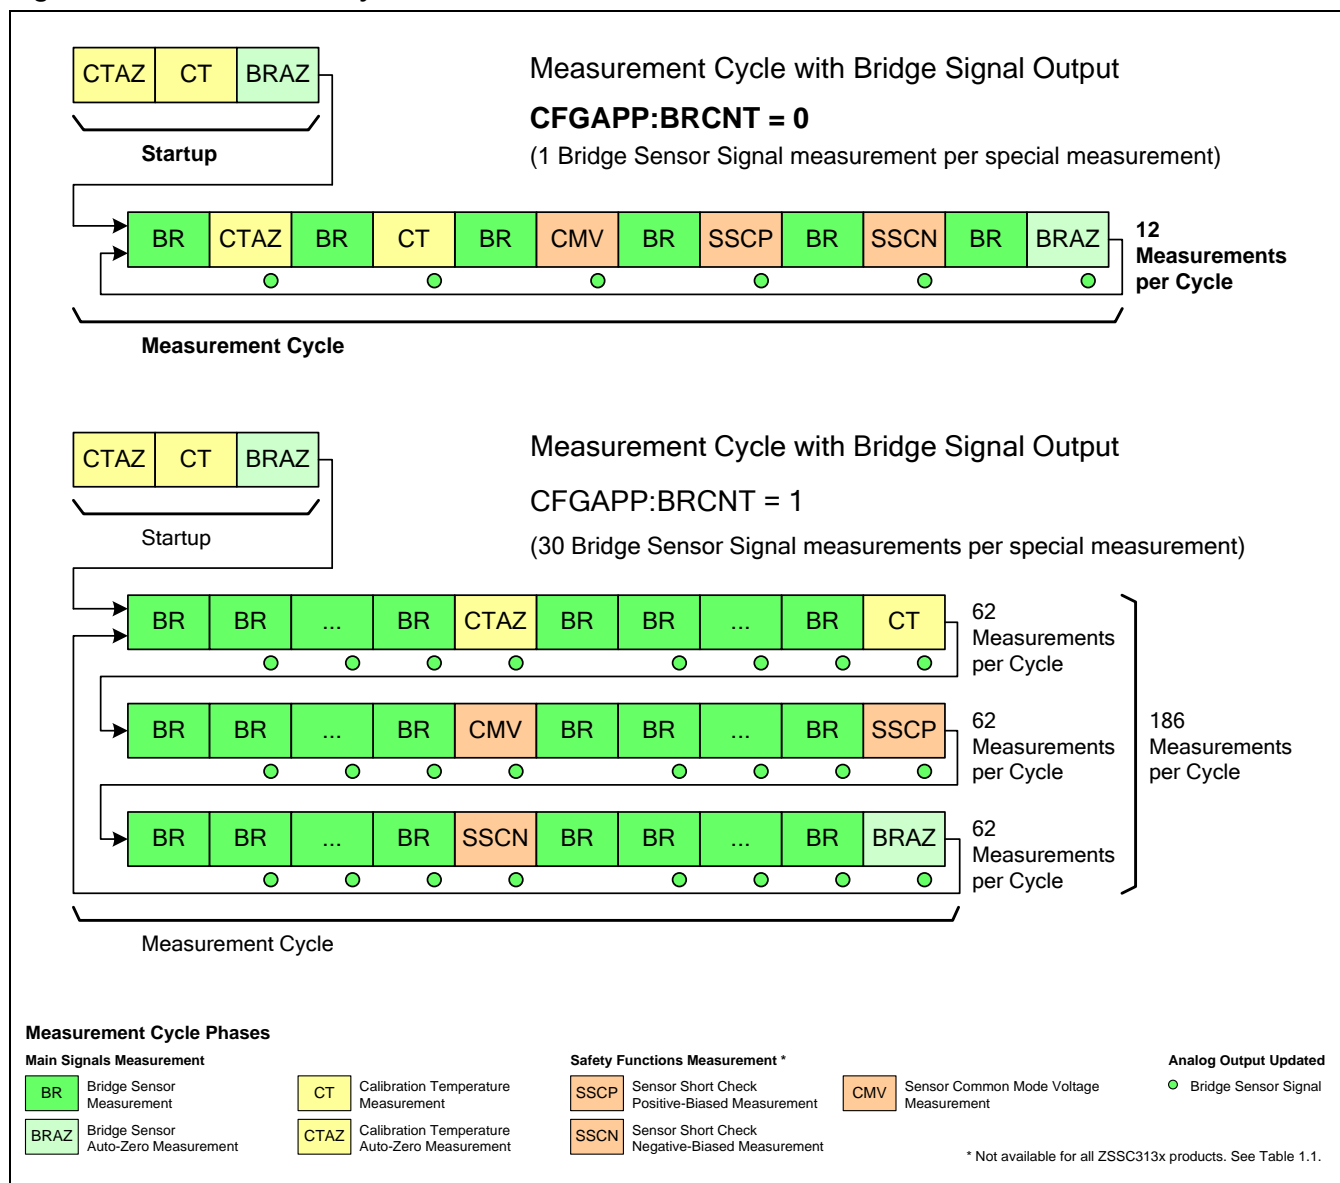 CTAZ CT BRAZ
Startup
Measurement Cycle with Bridge Signal Output
CFGAPP:BRCNT = 0
(1 Bridge Sensor Signal measurement per special measurement)
BR CTAZ BR CT BR CMV BR SSCP BR SSCN BR BRAZ
12
Measurements
per Cycle
Measurement Cycle
CTAZ CT BRAZ
Startup
Measurement Cycle with Bridge Signal Output
CFGAPP:BRCNT = 1
(30 Bridge Sensor Signal measurements per special measurement)
BR BR ... BR CTAZ BR BR ... BR CT
62
Measurements
per Cycle
BR BR ... BR CMV BR BR ... BR SSCP
62
Measurements
per Cycle
BR BR ... BR SSCN BR BR ... BR BRAZ
62
Measurements
per Cycle
186
Measurements
per Cycle
Measurement Cycle
Measurement Cycle Phases
Main Signals Measurement
BR
Bridge Sensor
Measurement
BRAZ
Bridge Sensor
Auto-Zero Measurement
CT
Calibration Temperature
Measurement
CTAZ
Calibration Temperature
Auto-Zero Measurement
Safety Functions Measurement *
SSCP
Sensor Short Check
Positive-Biased Measurement
SSCN
Sensor Short Check
Negative-Biased Measurement
CMV
Sensor Common Mode Voltage
Measurement
Analog Output Updated
Bridge Sensor Signal
* Not available for all ZSSC313x products. See Table 1.1.